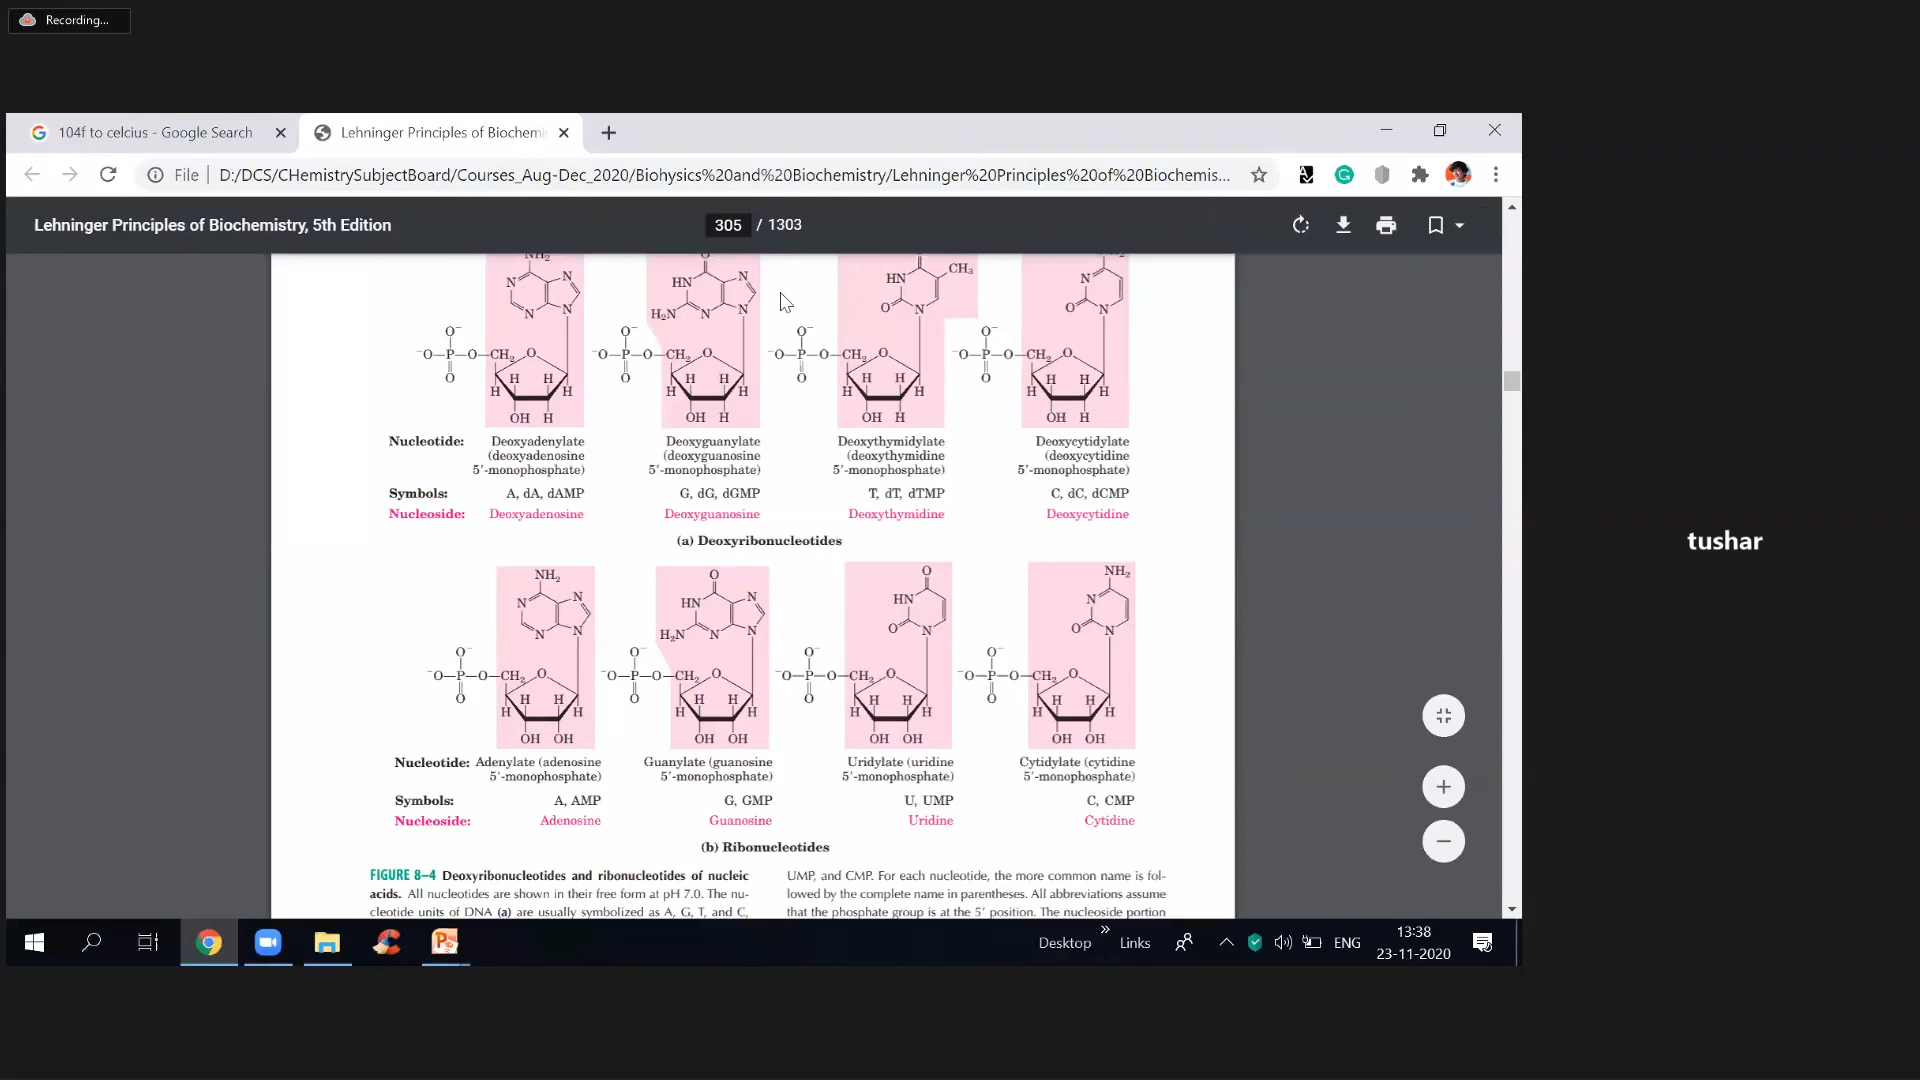 Recording...
104f to celcius - Google Search
Lehninger Principles of Biochemi
File D:/DCS/CHemistrySubjectBoard/Courses_Aug-Dec_2020/Biohysics%20and%20Biochemistry/Lehninger%20Principles%20of%20Biochemis...
Lehninger Principles of Biochemistry, 5th Edition
305 / 1303
Nucleotide: Deoxyadenylate Deoxyguanylate Deoxythymidylate Deoxycytidylate
(deoxyadenosine (deoxyguanosine (deoxythymidine (deoxycytidine
5′-monophosphate) 5′-monophosphate) 5′-monophosphate) 5′-monophosphate)
Symbols: A, dA, dAMP G, dG, dGMP T, dT, dTMP C, dC, dCMP
Nucleoside: Deoxyadenosine Deoxyguanosine Deoxythymidine Deoxycytidine
(a) Deoxyribonucleotides
Nucleotide: Adenylate (adenosine Guanylate (guanosine Uridylate (uridine Cytidylate (cytidine
5′-monophosphate) 5′-monophosphate) 5′-monophosphate) 5′-monophosphate)
Symbols: A, AMP G, GMP U, UMP C, CMP
Nucleoside: Adenosine Guanosine Uridine Cytidine
(b) Ribonucleotides
FIGURE 8–4 Deoxyribonucleotides and ribonucleotides of nucleic
acids. All nucleotides are shown in their free form at pH 7.0. The nu-
cleotide units of DNA (a) are usually symbolized as A, G, T, and C,
UMP, and CMP. For each nucleotide, the more common name is fol-
lowed by the complete name in parentheses. All abbreviations assume
that the phosphate group is at the 5′ position. The nucleoside portion
tushar
Desktop Links ENG 13:38
23-11-2020